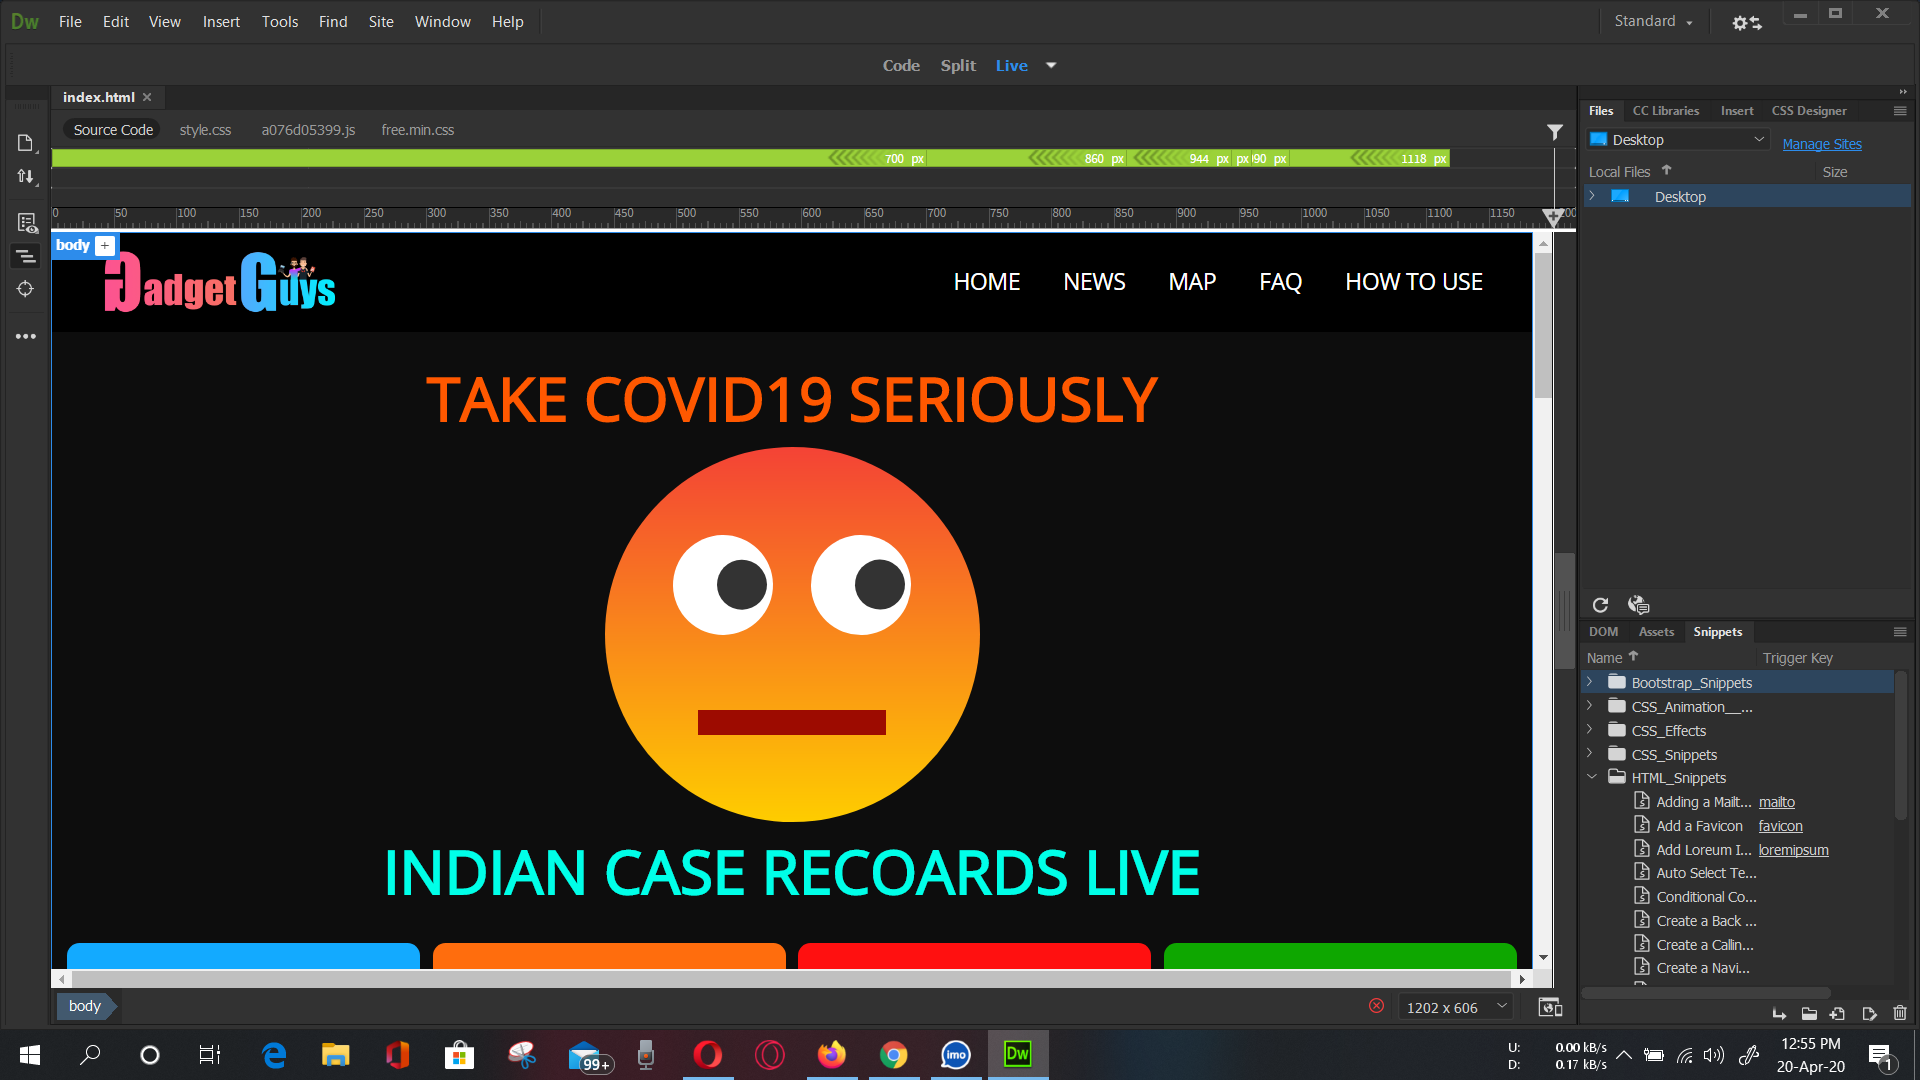 Dw File Edit View Insert Tools Find Site Window Help Standard
Code Split Live
index.html
Source Code style.css a076d05399.js free.min.css
700 px 860 px 944 px px 90 px 1118 px
0 50 100 150 200 250 300 350 400 450 500 550 600 650 700 750 800 850 900 950 1000 1050 1100 1150
body +
GadgetGuys
HOME NEWS MAP FAQ HOW TO USE
TAKE COVID19 SERIOUSLY
INDIAN CASE RECOARDS LIVE
body
1202 x 606
Files CC Libraries Insert CSS Designer
Desktop Manage Sites
Local Files Size
Desktop
DOM Assets Snippets
Name Trigger Key
Bootstrap_Snippets
CSS_Animation__...
CSS_Effects
CSS_Snippets
HTML_Snippets
Adding a Mailt... mailto
Add a Favicon favicon
Add Loreum I... loremipsum
Auto Select Te...
Conditional Co...
Create a Back ...
Create a Callin...
Create a Navi...
99+
imo
Dw
U: 0.00 kB/s
D: 0.17 kB/s
12:55 PM
20-Apr-20
1